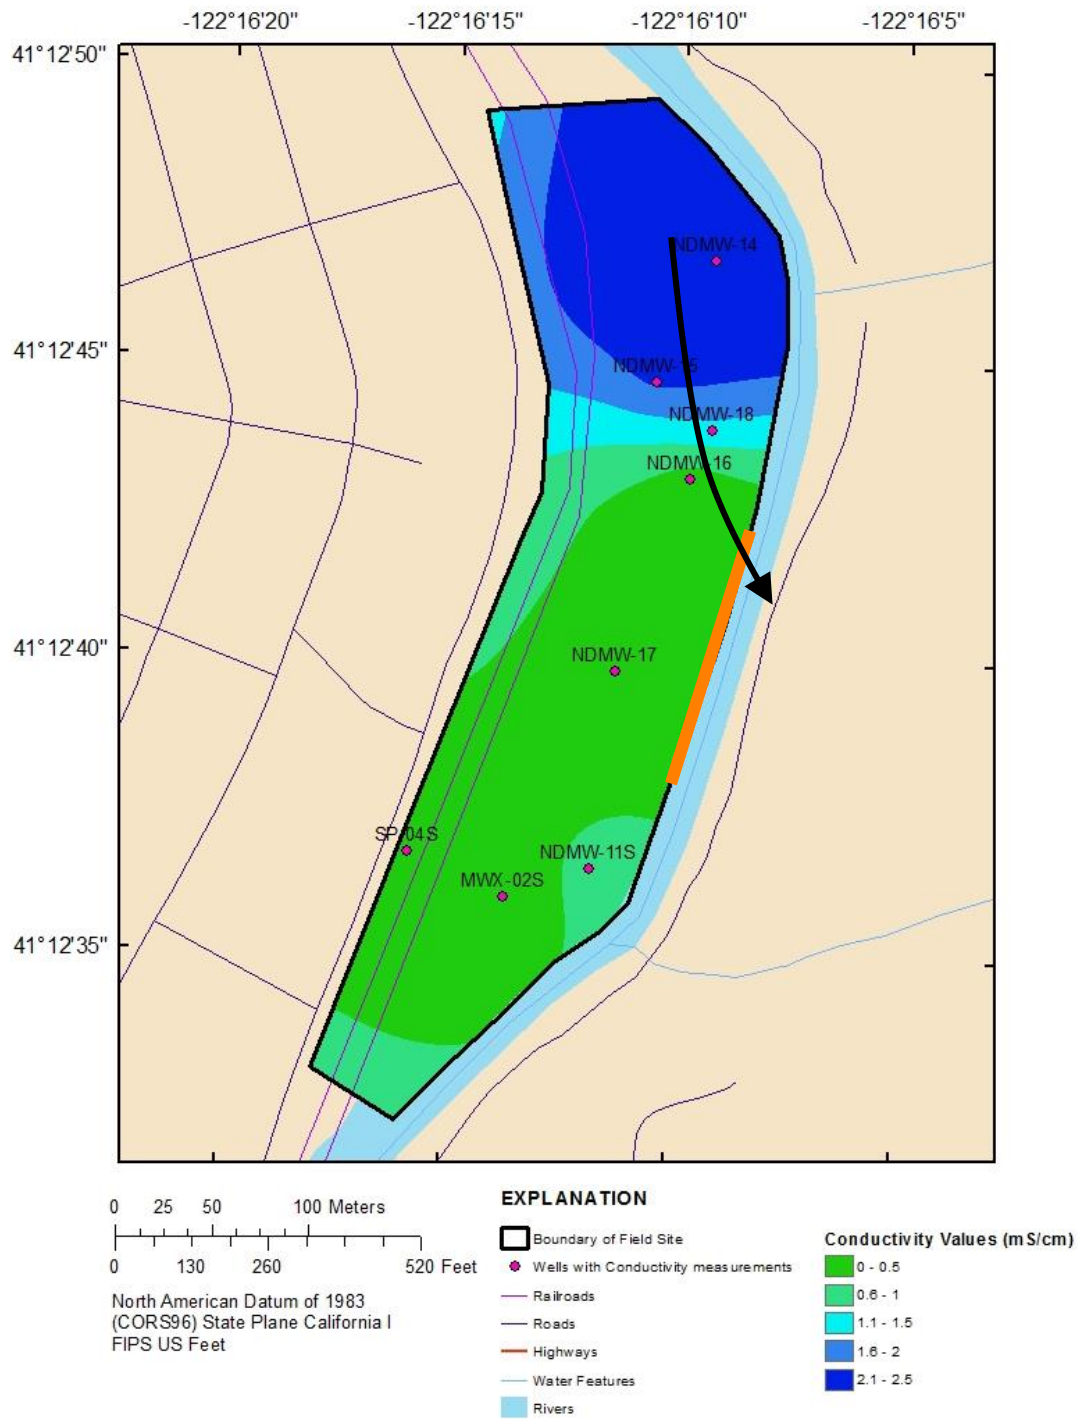 -122°16'20" -122°16'15" -122°16'10" -122°16'5"
41°12'50"
NDMW-14
41°12'45"
NDMW-15
NDMW-18
NDMW-16
41°12'40"
NDMW-17
SP-04S
NDMW-11S
MWX-02S
41°12'35"
0 25 50 100 Meters
0 130 260 520 Feet
North American Datum of 1983
(CORS96) State Plane California I
FIPS US Feet
EXPLANATION
Boundary of Field Site
Wells with Conductivity measurements
Railroads
Roads
Highways
Water Features
Rivers
Conductivity Values (mS/cm)
0 - 0.5
0.6 - 1
1.1 - 1.5
1.6 - 2
2.1 - 2.5